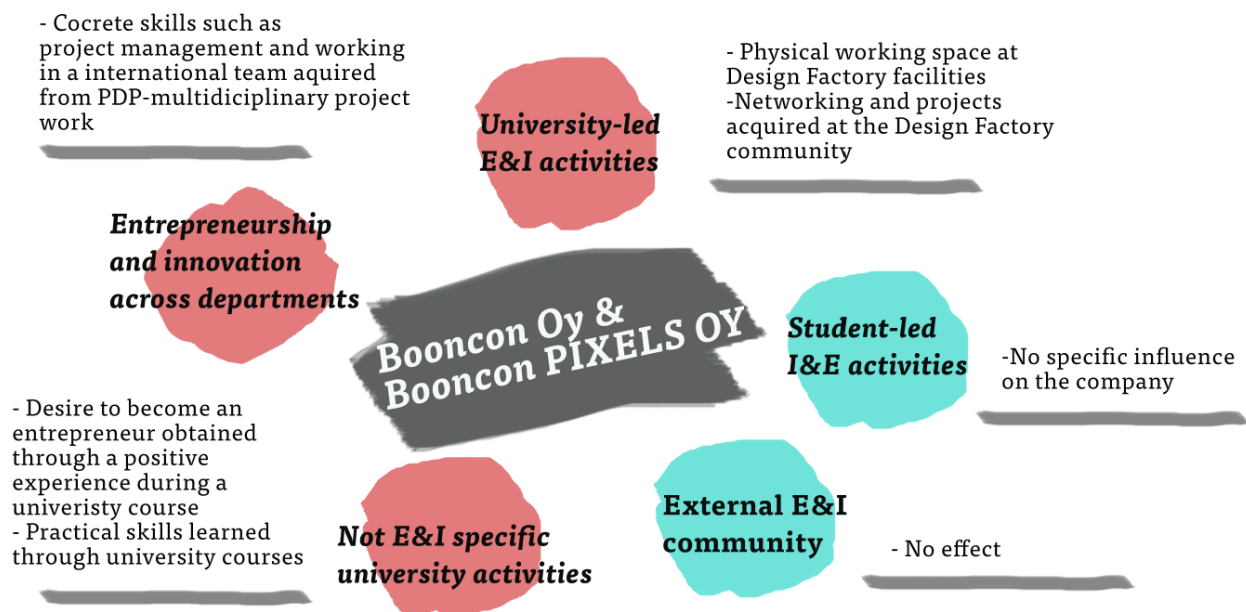 - Cocrete skills such as
project management and working
in a international team aquired
from PDP-multidiciplinary project
work
University-led
E&I activities
- Physical working space at
Design Factory facilities
-Networking and projects
acquired at the Design Factory
community
Entrepreneurship
and innovation
across departments
Booncon Oy &
Booncon PIXELS OY
Student-led
I&E activities
-No specific influence
on the company
- Desire to become an
entrepreneur obtained
through a positive
experience during a
univeristy course
- Practical skills learned
through university courses
Not E&I specific
university activities
External E&I
community
- No effect